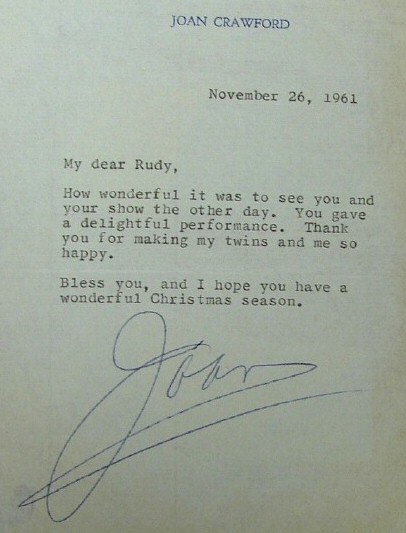 JOAN CRAWFORD
November 26, 1961
My dear Rudy,
How wonderful it was to see you and
your show the other day. You gave
a delightful performance. Thank
you for making my twins and me so
happy.
Bless you, and I hope you have a
wonderful Christmas season.
Joan